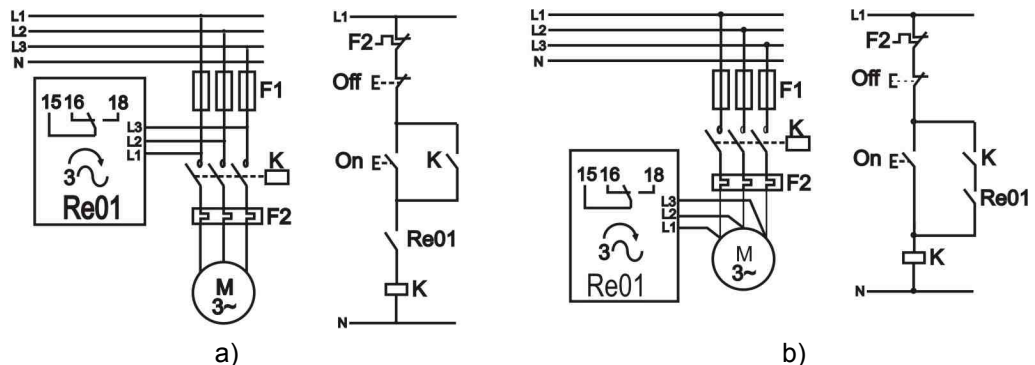 L1
L2
L3
N
F1
15 16 18
L3
L2
L1
3
Re01
K
F2
M
3~
L1
F2
Off E
On E
K
Re01
K
N
a)
L1
L2
L3
N
F1
K
F2
15 16 18
L3
L2
L1
3
Re01
M
3~
L1
F2
Off E
On E
K
Re01
K
N
b)